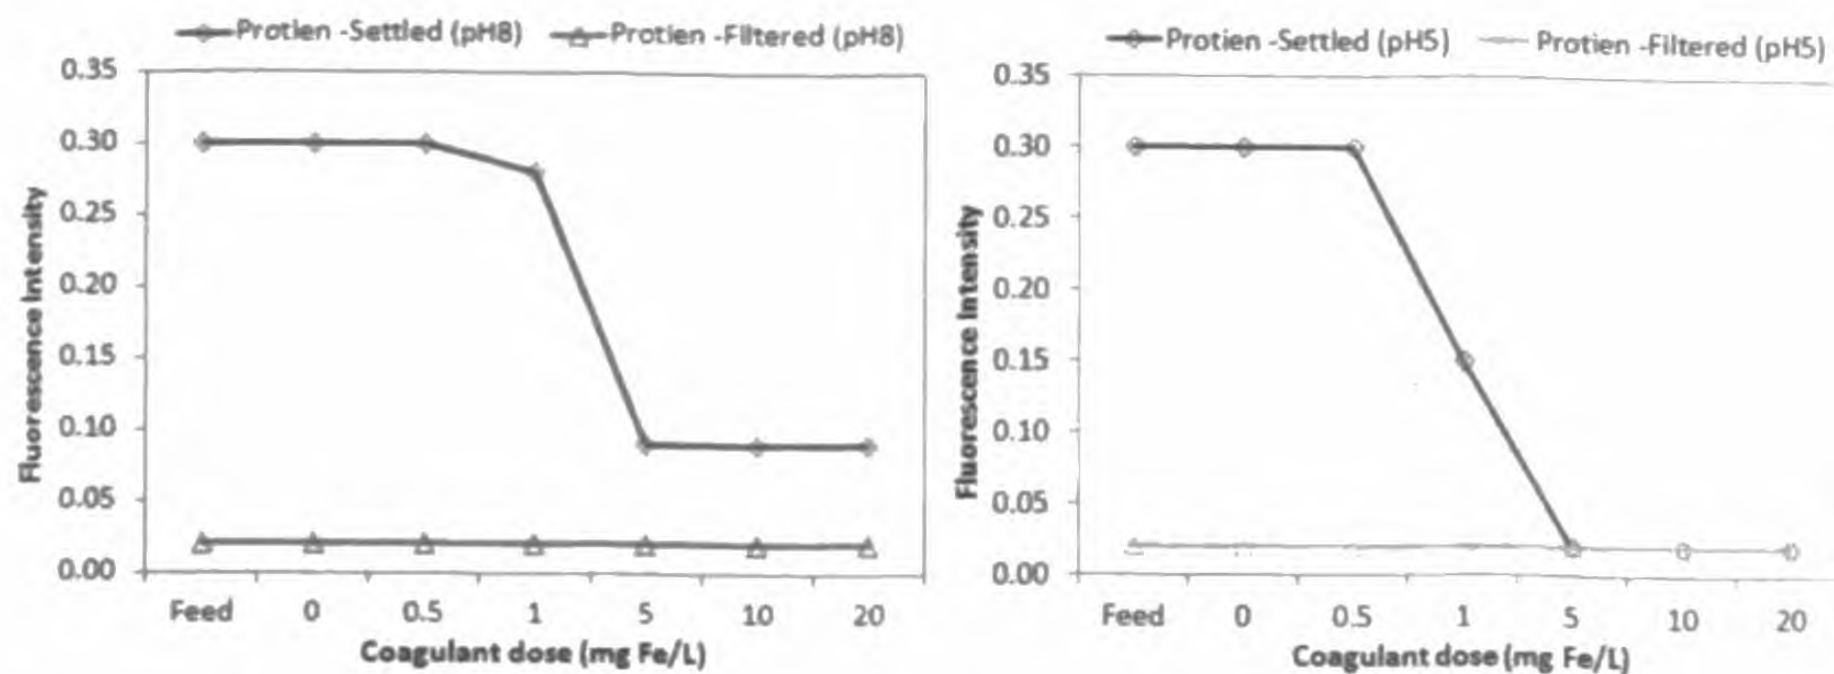 Protien -Settled (pH8) Protien -Filtered (pH8)
0.35
0.30
0.25
0.20
0.15
0.10
0.05
0.00
Fluorescence Intensity
Feed 0 0.5 1 5 10 20
Coagulant dose (mg Fe/L)
Protien -Settled (pH5) Protien -Filtered (pH5)
0.35
0.30
0.25
0.20
0.15
0.10
0.05
0.00
Fluorescence Intensity
Feed 0 0.5 1 5 10 20
Coagulant dose (mg Fe/L)